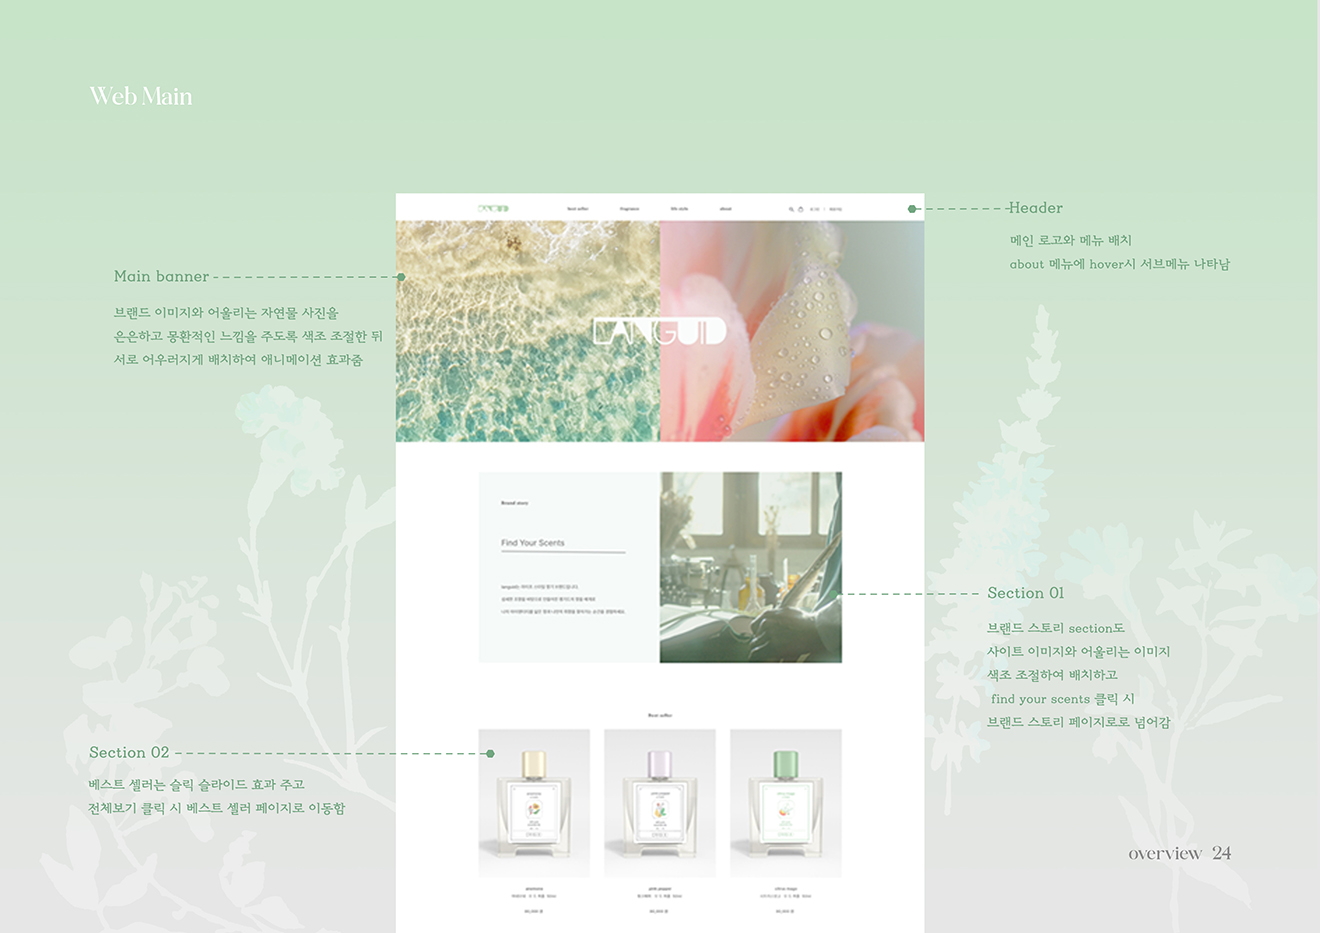 Web Main
Header
메인 로고와 메뉴 배치
about 메뉴에 hover시 서브메뉴 나타남
Main banner
브랜드 이미지와 어울리는 자연물 사진을
은은하고 몽환적인 느낌을 주도록 색조 조절한 뒤
서로 어우러지게 배치하여 애니메이션 효과줌
best seller
fragrance
life style
about
LANGUID
Brand story
Find Your Scents
Section 01
브랜드 스토리 section도
사이트 이미지와 어울리는 이미지
색조 조절하여 배치하고
find your scents 클릭 시
브랜드 스토리 페이지로로 넘어감
Best seller
Section 02
베스트 셀러는 슬릭 슬라이드 효과 주고
전체보기 클릭 시 베스트 셀러 페이지로 이동함
pink pepper
overview 24